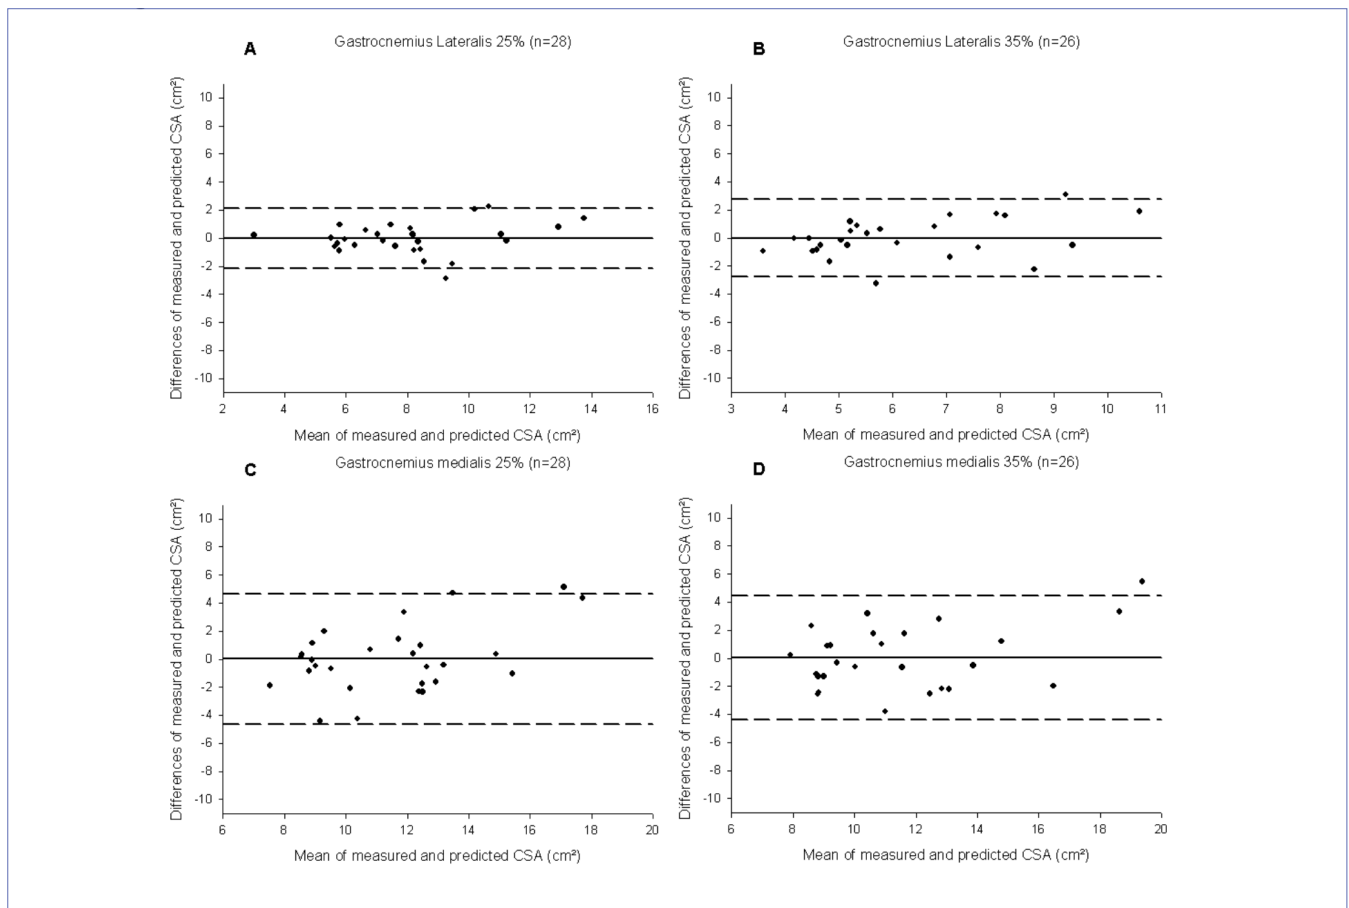 A
Gastrocnemius Lateralis 25% (n=28)
Differences of measured and predicted CSA (cm²)
10
8
6
4
2
0
-2
-4
-6
-8
-10
2 4 6 8 10 12 14 16
Mean of measured and predicted CSA (cm²)
B
Gastrocnemius Lateralis 35% (n=26)
Differences of measured and predicted CSA (cm²)
10
8
6
4
2
0
-2
-4
-6
-8
-10
3 4 5 6 7 8 9 10 11
Mean of measured and predicted CSA (cm²)
C
Gastrocnemius medialis 25% (n=28)
Differences of measured and predicted CSA (cm²)
10
8
6
4
2
0
-2
-4
-6
-8
-10
6 8 10 12 14 16 18 20
Mean of measured and predicted CSA (cm²)
D
Gastrocnemius medialis 35% (n=26)
Differences of measured and predicted CSA (cm²)
10
8
6
4
2
0
-2
-4
-6
-8
-10
6 8 10 12 14 16 18 20
Mean of measured and predicted CSA (cm²)